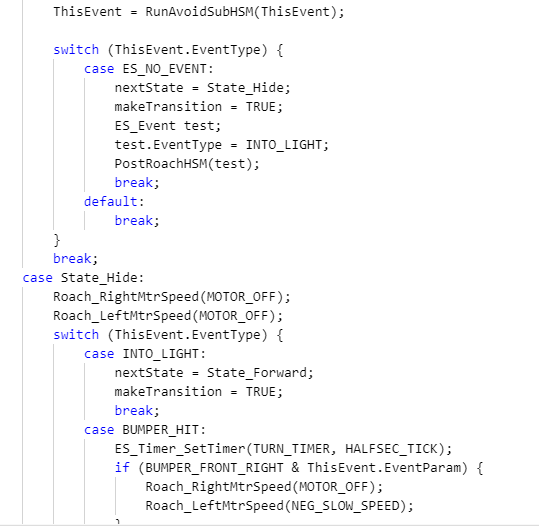 ThisEvent = RunAvoidSubHSM(ThisEvent);
switch (ThisEvent.EventType) {
case ES_NO_EVENT:
nextState = State_Hide;
makeTransition = TRUE;
ES_Event test;
test.EventType = INTO_LIGHT;
PostRoachHSM(test);
break;
default:
break;
}
break;
case State_Hide:
Roach_RightMtrSpeed(MOTOR_OFF);
Roach_LeftMtrSpeed(MOTOR_OFF);
switch (ThisEvent.EventType) {
case INTO_LIGHT:
nextState = State_Forward;
makeTransition = TRUE;
break;
case BUMPER_HIT:
ES_Timer_SetTimer(TURN_TIMER, HALFSEC_TICK);
if (BUMPER_FRONT_RIGHT & ThisEvent.EventParam) {
Roach_RightMtrSpeed(MOTOR_OFF);
Roach_LeftMtrSpeed(NEG_SLOW_SPEED);